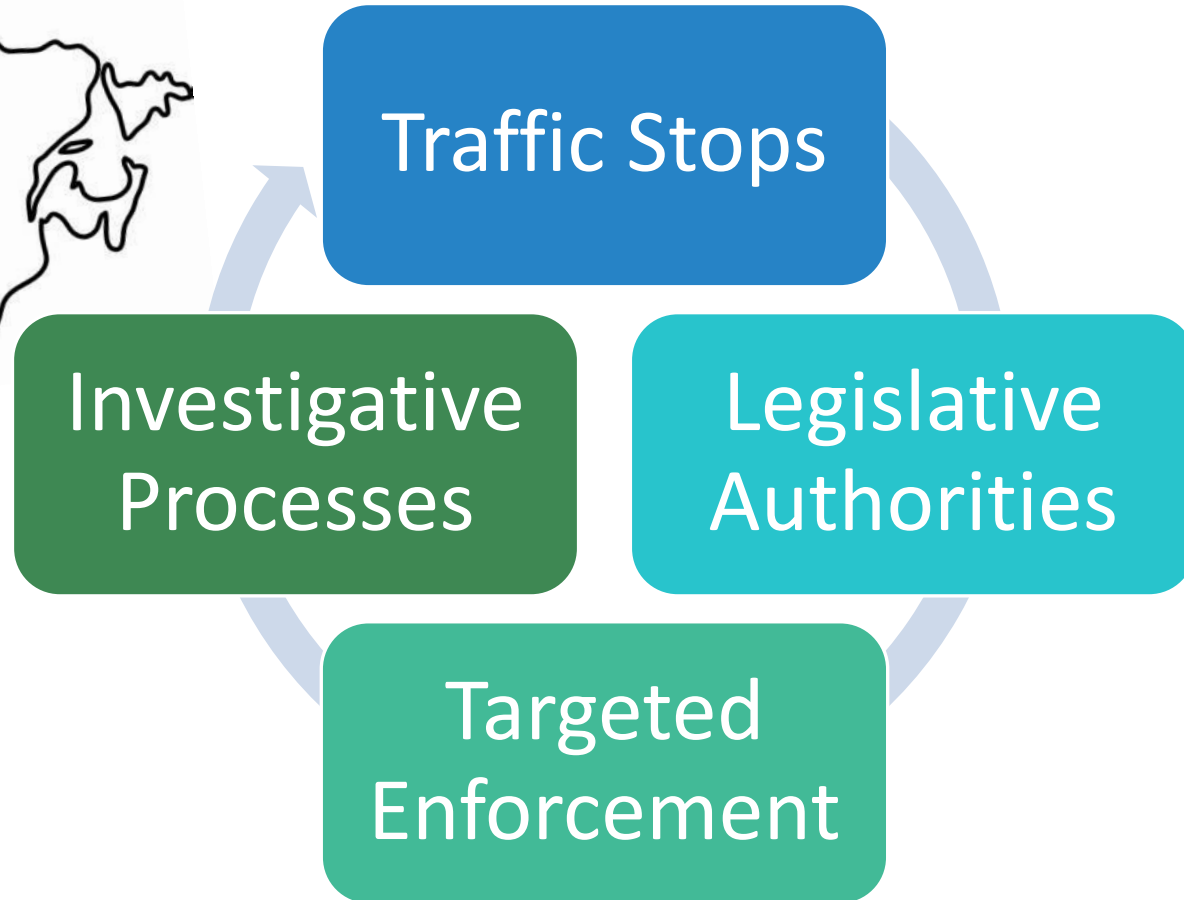 Traffic Stops
Legislative
Authorities
Targeted
Enforcement
Investigative
Processes